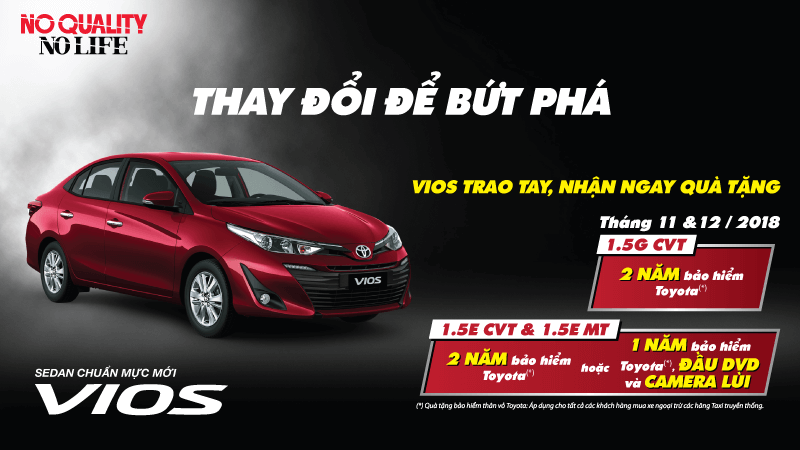 NO QUALITY
NO LIFE
THAY ĐỔI ĐỂ BỨT PHÁ
VIOS TRAO TAY, NHẬN NGAY QUÀ TẶNG
Tháng 11 & 12 / 2018
1.5G CVT
2 NĂM bảo hiểm
Toyota(*)
1.5E CVT & 1.5E MT
2 NĂM bảo hiểm
Toyota(*)
hoặc
1 NĂM bảo hiểm
Toyota(*), ĐẦU DVD
và CAMERA LÙI
(*) Quà tặng bảo hiểm thân vỏ Toyota: Áp dụng cho tất cả các khách hàng mua xe ngoại trừ các hãng Taxi truyền thống.
VIOS
SEDAN CHUẨN MỰC MỚI
VIOS